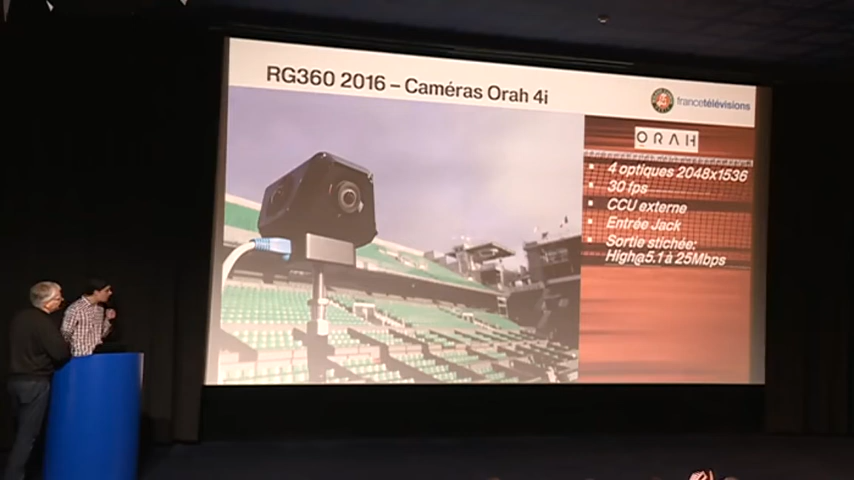 RG360 2016 – Caméras Orah 4i
francetélévisions
ORAH
4 optiques 2048x1536
30 fps
CCU externe
Entrée Jack
Sortie stichée:
High@5.1 à 25Mbps